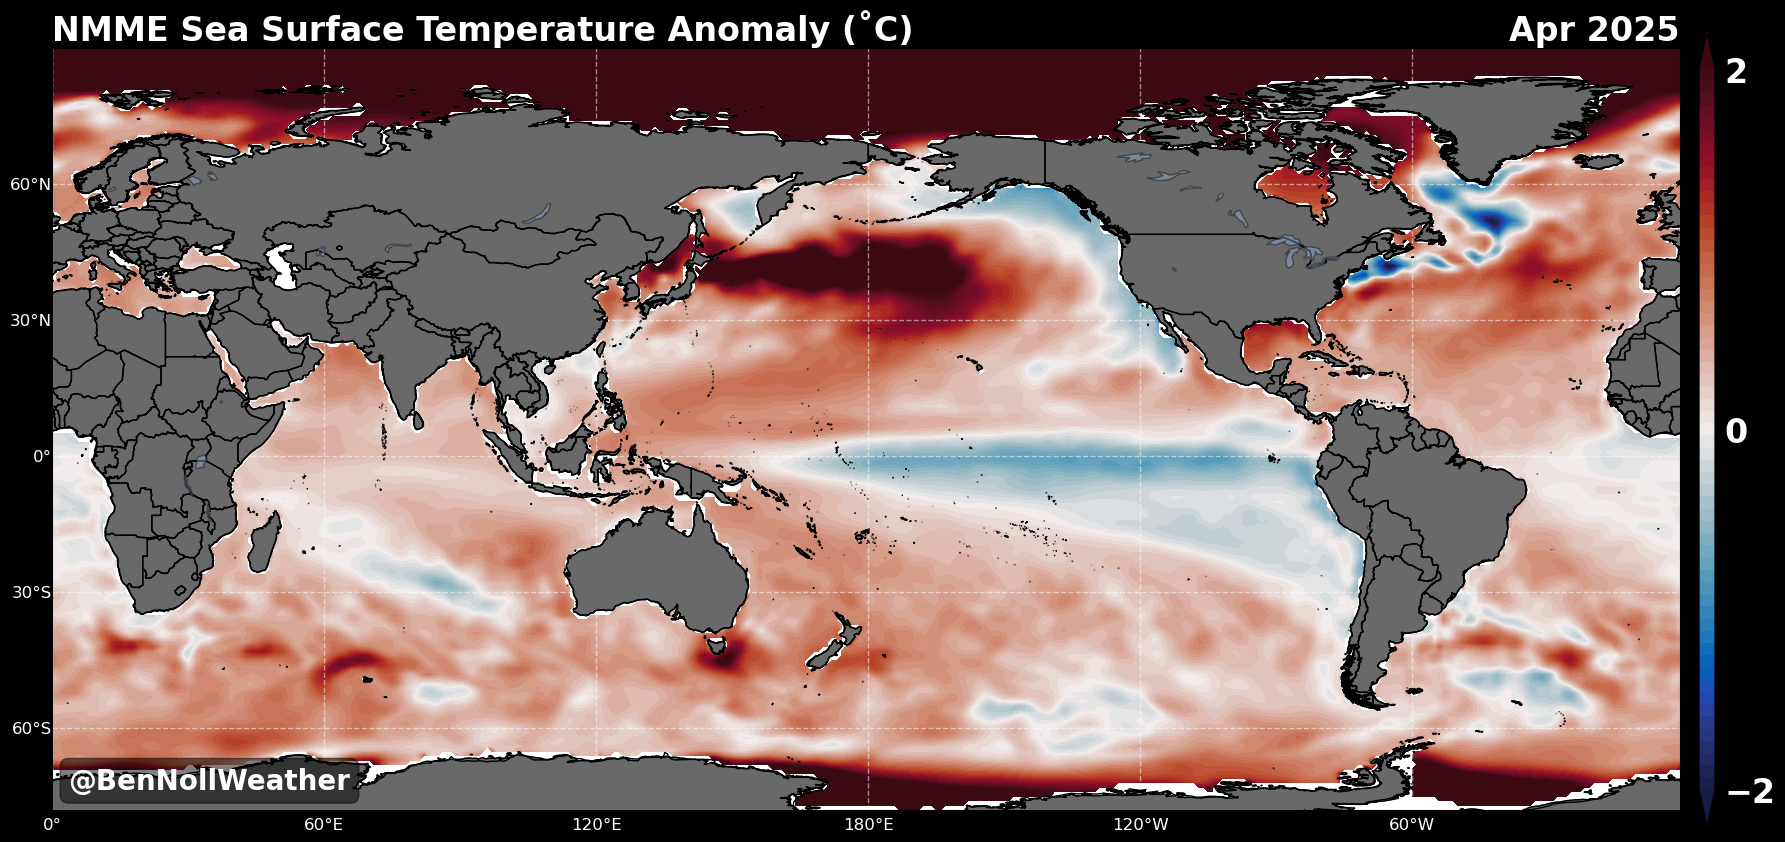 NMME Sea Surface Temperature Anomaly (˚C)
Apr 2025
2
0
−2
60°N
30°N
0°
30°S
60°S
@BenNollWeather
0°
60°E
120°E
180°E
120°W
60°W